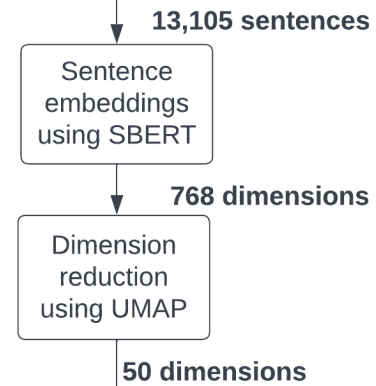 13,105 sentences
Sentence
embeddings
using SBERT
768 dimensions
Dimension
reduction
using UMAP
50 dimensions